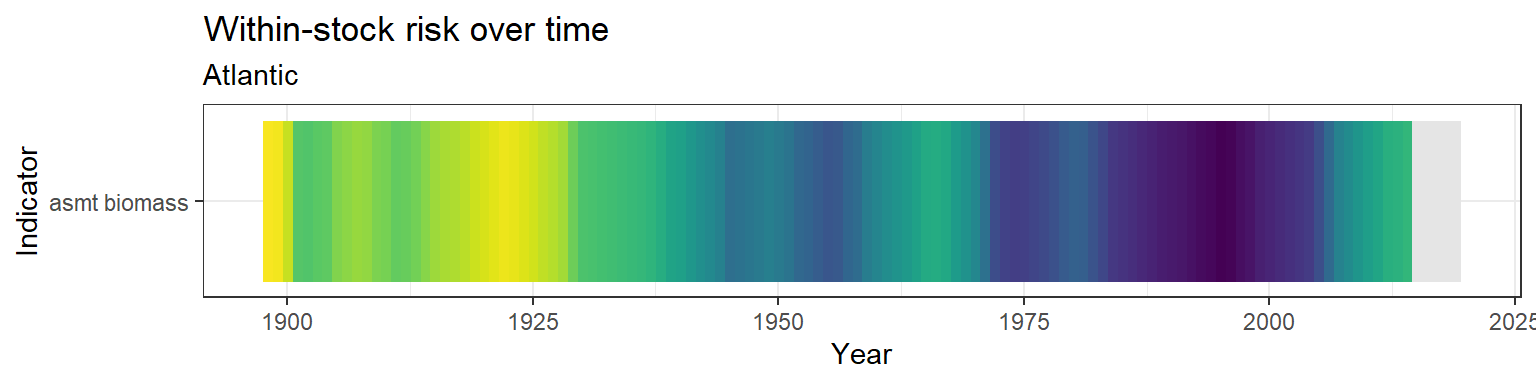 Within-stock risk over time
Atlantic
Indicator
asmt biomass
1900 1925 1950 1975 2000 2025
Year